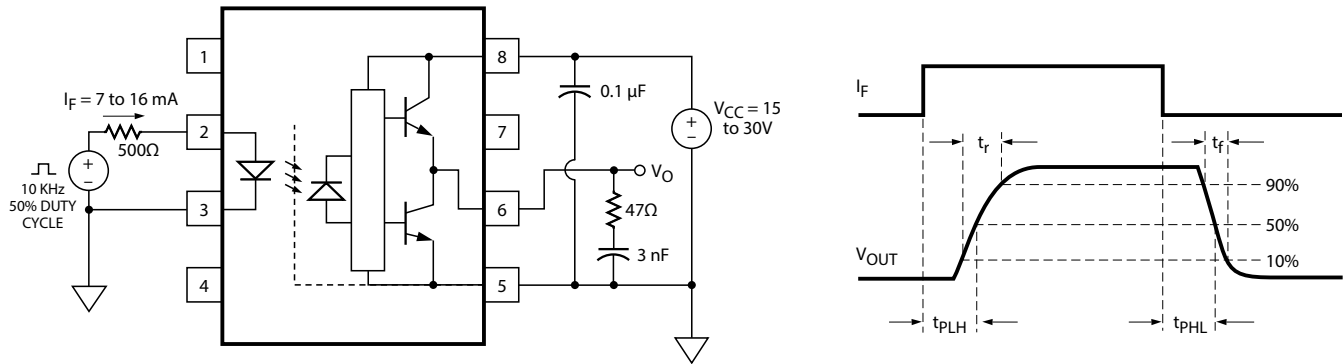 1
2
3
4
8
7
6
5
I_F = 7 to 16 mA
500Ω
10 KHz
50% DUTY
CYCLE
+
–
0.1 µF
V_CC = 15
to 30V
+
–
V_O
47Ω
3 nF
I_F
t_r
t_f
90%
50%
10%
V_OUT
t_PLH
t_PHL